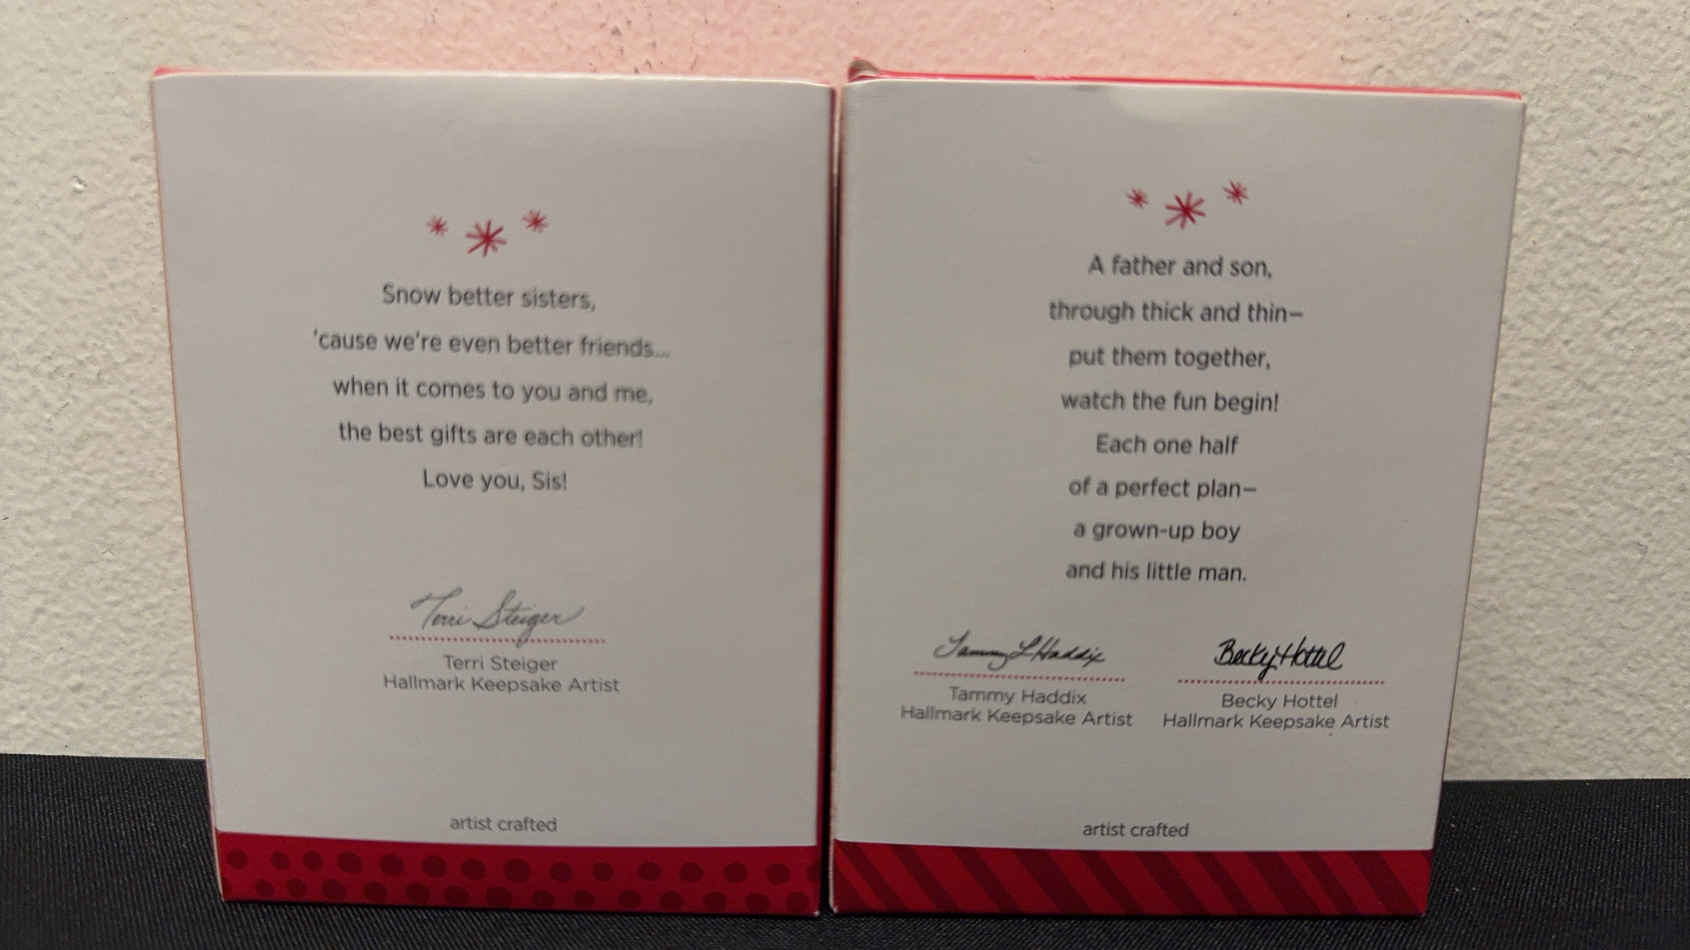 Snow better sisters,
'cause we're even better friends...
when it comes to you and me,
the best gifts are each other!
Love you, Sis!
Terri Steiger
Terri Steiger
Hallmark Keepsake Artist
artist crafted
A father and son,
through thick and thin—
put them together,
watch the fun begin!
Each one half
of a perfect plan—
a grown-up boy
and his little man.
Tammy L Haddix
Tammy Haddix
Hallmark Keepsake Artist
Becky Hottel
Becky Hottel
Hallmark Keepsake Artist
artist crafted